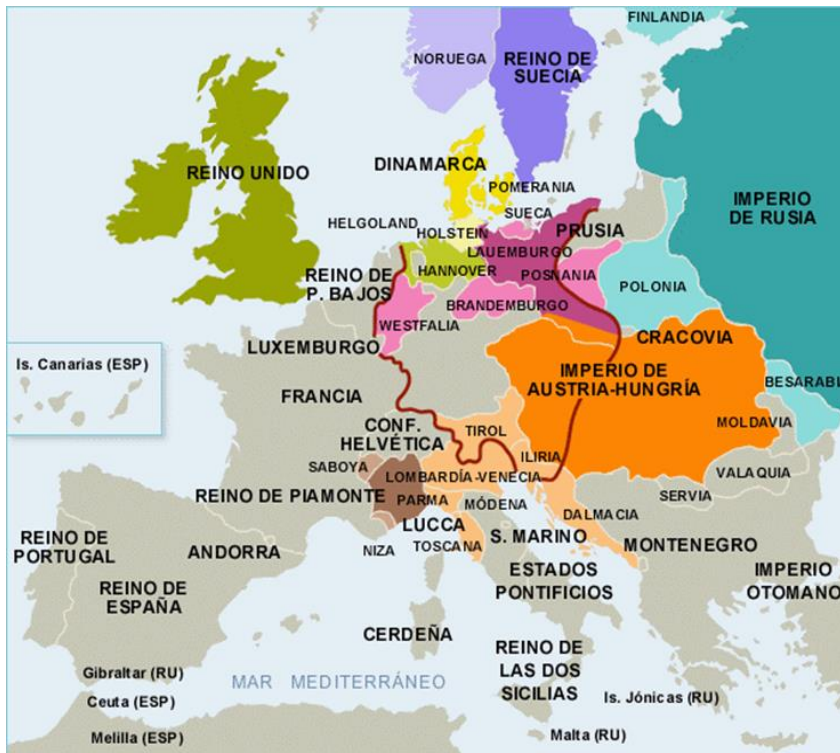 FINLANDIA
NORUEGA
REINO DE
SUECIA
REINO UNIDO
DINAMARCA
POMERANIA
SUECA
IMPERIO
DE RUSIA
HELGOLAND
HOLSTEIN
PRUSIA
LAUEMBURGO
REINO DE
P. BAJOS
HANNOVER
POSNANIA
POLONIA
BRANDEMBURGO
WESTFALIA
CRACOVIA
LUXEMBURGO
Is. Canarias (ESP)
IMPERIO DE
AUSTRIA-HUNGRÍA
BESARABI
FRANCIA
MOLDAVIA
CONF.
HELVÉTICA
TIROL
ILIRIA
SABOYA
LOMBARDÍA-VENECIA
VALAQUIA
REINO DE PIAMONTE
PARMA
MÓDENA
SERVIA
DALMACIA
LUCCA
S. MARINO
REINO DE
PORTUGAL
ANDORRA
NIZA
TOSCANA
MONTENEGRO
ESTADOS
PONTIFICIOS
IMPERIO
OTOMANO
REINO DE
ESPAÑA
CERDEÑA
REINO DE
LAS DOS
SICILIAS
Gibraltar (RU)
MAR MEDITERRÁNEO
Is. Jónicas (RU)
Ceuta (ESP)
Melilla (ESP)
Malta (RU)